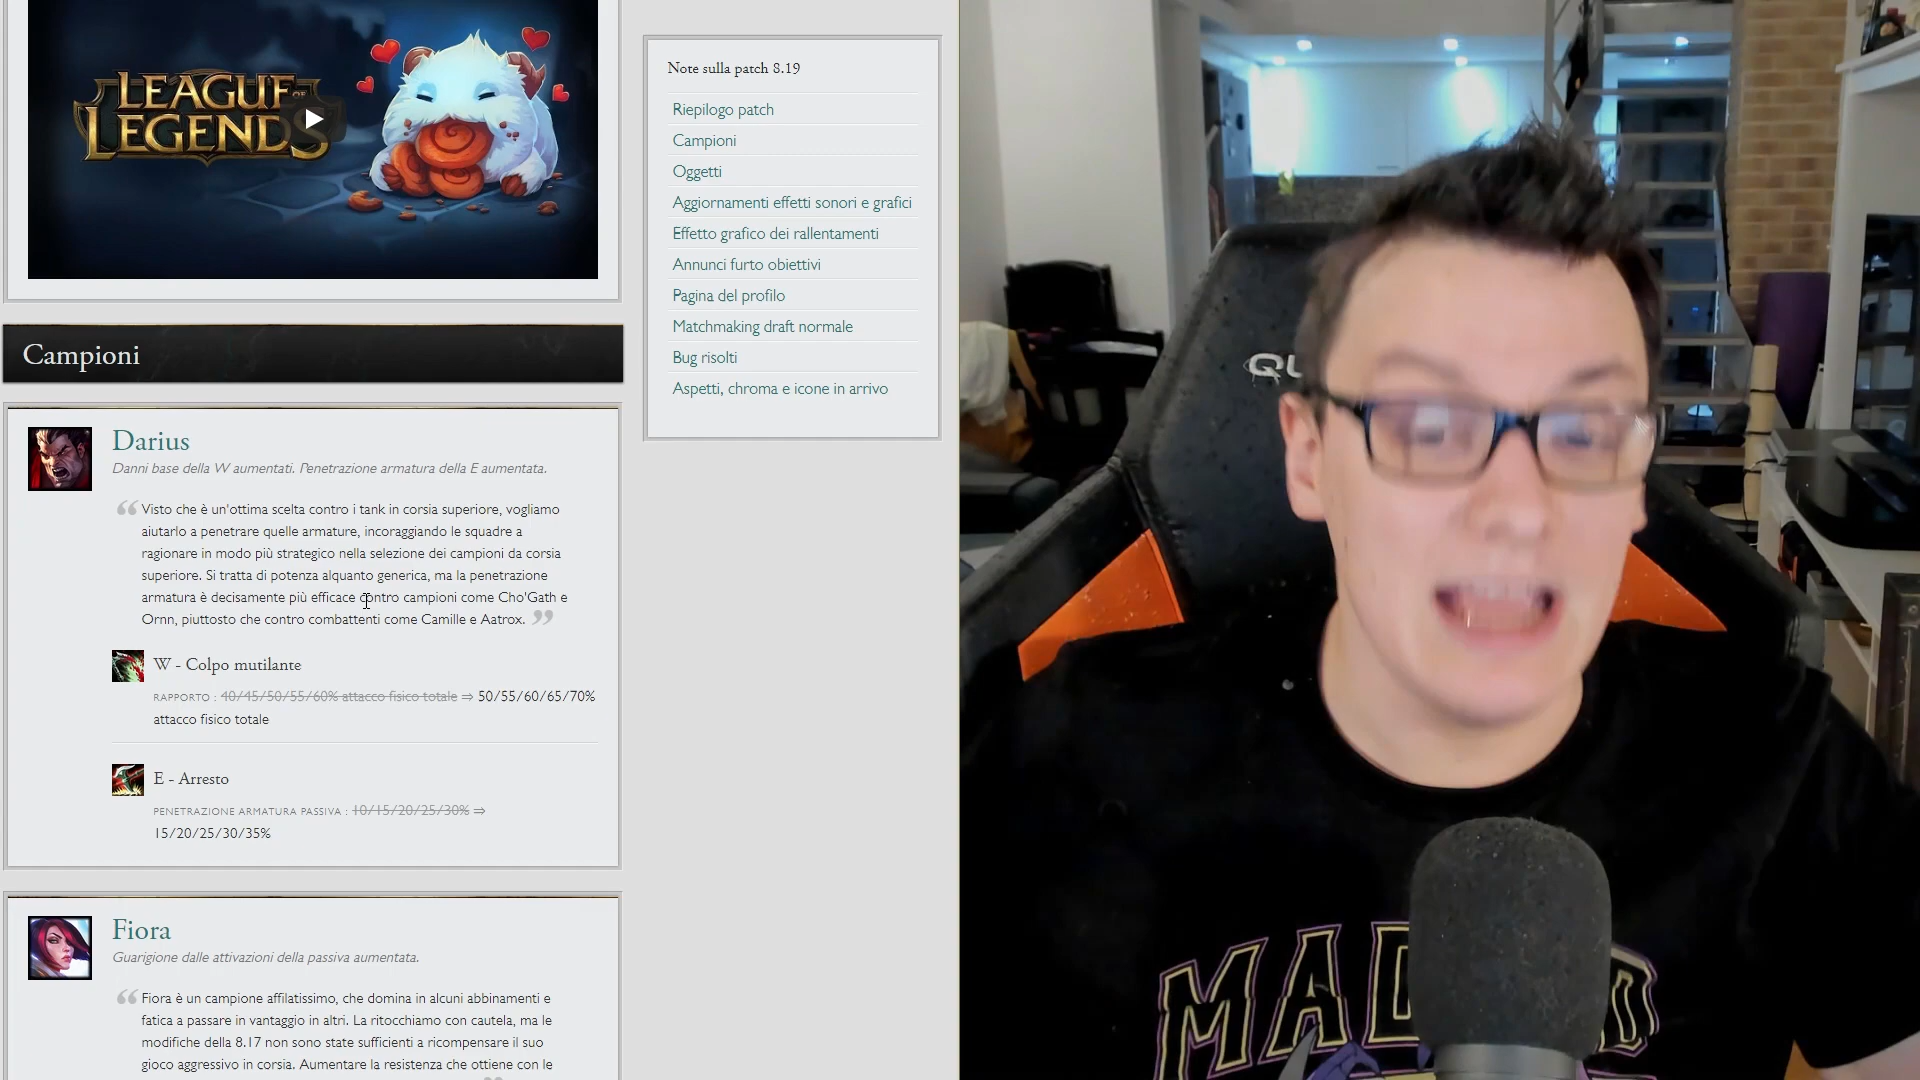 LEAGUE OF
LEGENDS
Note sulla patch 8.19
Riepilogo patch
Campioni
Oggetti
Aggiornamenti effetti sonori e grafici
Effetto grafico dei rallentamenti
Annunci furto obiettivi
Pagina del profilo
Matchmaking draft normale
Bug risolti
Aspetti, chroma e icone in arrivo
Campioni
Darius
Danni base della W aumentati. Penetrazione armatura della E aumentata.
“ Visto che è un'ottima scelta contro i tank in corsia superiore, vogliamo
aiutarlo a penetrare quelle armature, incoraggiando le squadre a
ragionare in modo più strategico nella selezione dei campioni da corsia
superiore. Si tratta di potenza alquanto generica, ma la penetrazione
armatura è decisamente più efficace contro campioni come Cho'Gath e
Ornn, piuttosto che contro combattenti come Camille e Aatrox. ”
W - Colpo mutilante
RAPPORTO : 40/45/50/55/60% attacco fisico totale ⇒ 50/55/60/65/70%
attacco fisico totale
E - Arresto
PENETRAZIONE ARMATURA PASSIVA : 10/15/20/25/30% ⇒
15/20/25/30/35%
Fiora
Guarigione dalle attivazioni della passiva aumentata.
“ Fiora è un campione affilatissimo, che domina in alcuni abbinamenti e
fatica a passare in vantaggio in altri. La ritocchiamo con cautela, ma le
modifiche della 8.17 non sono state sufficienti a ricompensare il suo
gioco aggressivo in corsia. Aumentare la resistenza che ottiene con le